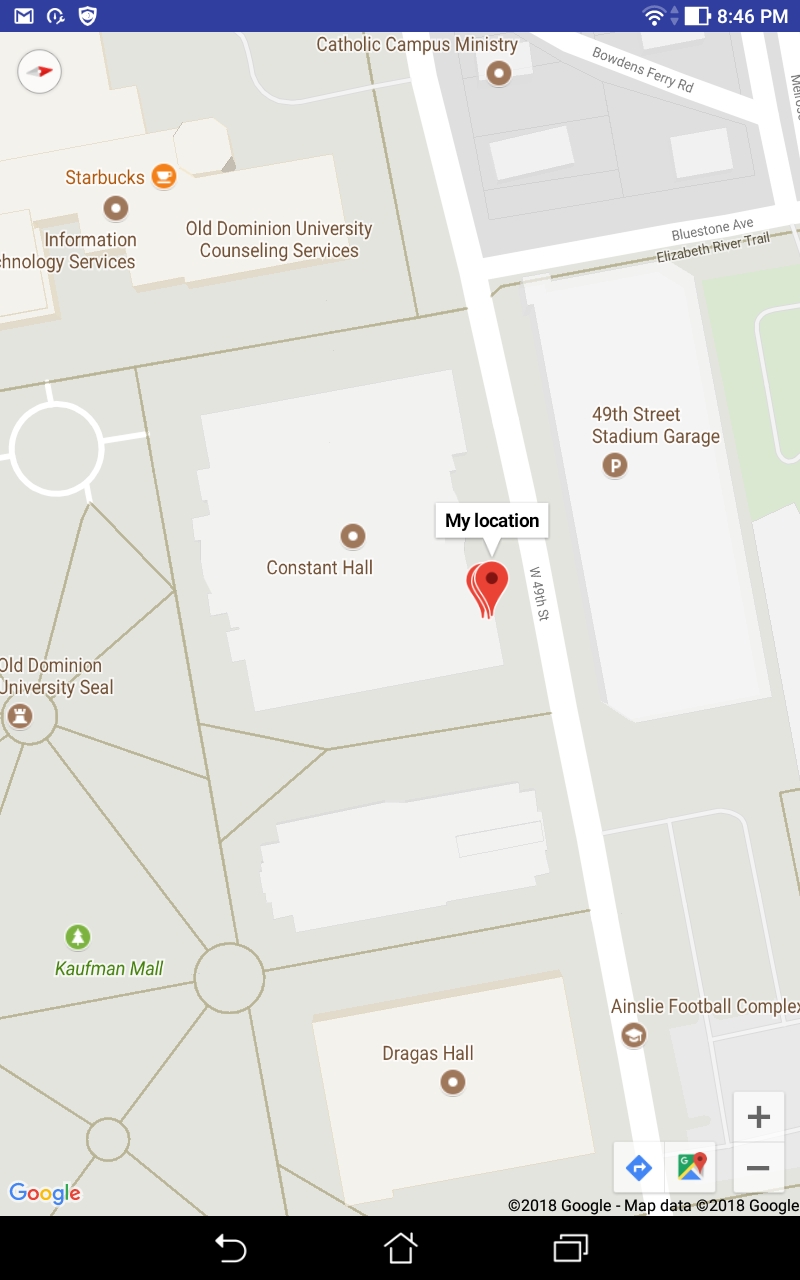 8:46 PM
Catholic Campus Ministry
Bowdens Ferry Rd
Starbucks
Information
chnology Services
Old Dominion University
Counseling Services
Bluestone Ave
Elizabeth River Trail
49th Street
Stadium Garage
P
My location
Constant Hall
W 49th St
Old Dominion
University Seal
Kaufman Mall
Ainslie Football Complex
Dragas Hall
Google
©2018 Google - Map data ©2018 Google